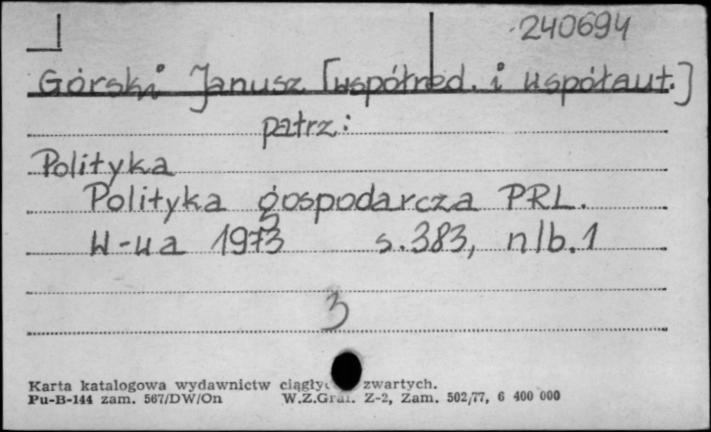 240694
Górski Janusz [współred. i współaut.]
patrz:
Polityka
Polityka gospodarcza PRL.
W-wa 1973 s. 383, nlb. 1
3
Karta katalogowa wydawnictw zwartych.
Pu-B-144 zam. 567/DW/On W.Z.Graf. Z-2, Zam. 502/77, 6 400 000